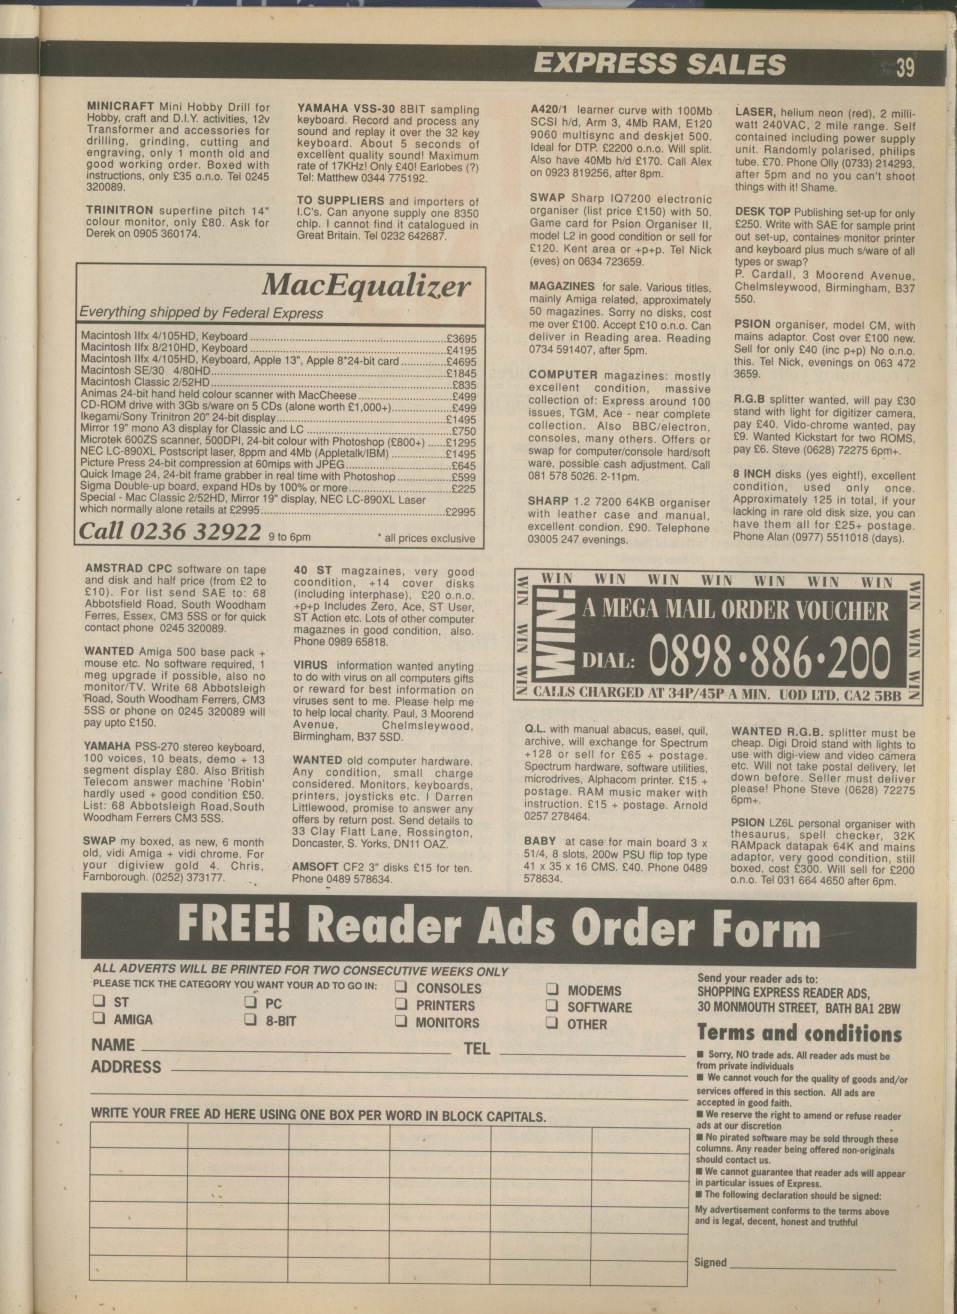 EXPRESS SALES 39
MINICRAFT Mini Hobby Drill for
Hobby, craft and D.I.Y. activities, 12v
Transformer and accessories for
drilling, grinding, cutting and
engraving, only 1 month old and
good working order. Boxed with
instructions, only £35 o.n.o. Tel 0245
320089.
TRINITRON superfine pitch 14"
colour monitor, only £80. Ask for
Derek on 0905 360174.
YAMAHA VSS-30 8BIT sampling
keyboard. Record and process any
sound and replay it over the 32 key
keyboard. About 5 seconds of
excellent quality sound! Maximum
rate of 17KHz! Only £40! Earlobes (?)
Tel: Matthew 0344 775192.
TO SUPPLIERS and importers of
I.C's. Can anyone supply one 8350
chip. I cannot find it catalogued in
Great Britain. Tel 0232 642687.
MacEqualizer
Everything shipped by Federal Express
Macintosh IIfx 4/105HD, Keyboard £3695
Macintosh IIfx 8/210HD, Keyboard £4195
Macintosh IIfx 4/105HD, Keyboard, Apple 13", Apple 8*24-bit card £4695
Macintosh SE/30 4/80HD £1845
Macintosh Classic 2/52HD £835
Animas 24-bit hand held colour scanner with MacCheese £499
CD-ROM drive with 3Gb s/ware on 5 CDs (alone worth £1,000+) £499
Ikegami/Sony Trinitron 20" 24-bit display £1495
Mirror 19" mono A3 display for Classic and LC £750
Microtek 600ZS scanner, 500DPI, 24-bit colour with Photoshop (£800+) £1295
NEC LC-890XL Postscript laser, 8ppm and 4Mb (Appletalk/IBM) £1495
Picture Press 24-bit compression at 60mips with JPEG £645
Quick Image 24, 24-bit frame grabber in real time with Photoshop £599
Sigma Double-up board, expand HDs by 100% or more £225
Special - Mac Classic 2/52HD, Mirror 19" display, NEC LC-890XL Laser
which normally alone retails at £2995 £2995
Call 0236 32922 9 to 6pm * all prices exclusive
AMSTRAD CPC software on tape
and disk and half price (from £2 to
£10). For list send SAE to: 68
Abbotsfield Road, South Woodham
Ferres, Essex, CM3 5SS or for quick
contact phone 0245 320089.
WANTED Amiga 500 base pack +
mouse etc. No software required, 1
meg upgrade if possible, also no
monitor/TV. Write 68 Abbotsleigh
Road, South Woodham Ferrers, CM3
5SS or phone on 0245 320089 will
pay upto £150.
YAMAHA PSS-270 stereo keyboard,
100 voices, 10 beats, demo + 13
segment display £80. Also British
Telecom answer machine 'Robin'
hardly used + good condition £50.
List: 68 Abbotsleigh Road,South
Woodham Ferrers CM3 5SS.
SWAP my boxed, as new, 6 month
old, vidi Amiga + vidi chrome. For
your digiview gold 4. Chris,
Farnborough. (0252) 373177.
40 ST magzaines, very good
coondition, +14 cover disks
(including interphase), £20 o.n.o.
+p+p Includes Zero, Ace, ST User,
ST Action etc. Lots of other computer
magaznes in good condition, also.
Phone 0989 65818.
VIRUS information wanted anyting
to do with virus on all computers gifts
or reward for best information on
viruses sent to me. Please help me
to help local charity. Paul, 3 Moorend
Avenue, Chelmsleywood,
Birmingham, B37 5SD.
WANTED old computer hardware.
Any condition, small charge
considered. Monitors, keyboards,
printers, joysticks etc. I Darren
Littlewood, promise to answer any
offers by return post. Send details to
33 Clay Flatt Lane, Rossington,
Doncaster, S. Yorks, DN11 OAZ.
AMSOFT CF2 3" disks £15 for ten.
Phone 0489 578634.
A420/1 learner curve with 100Mb
SCSI h/d, Arm 3, 4Mb RAM, E120
9060 multisync and deskjet 500.
Ideal for DTP. £2200 o.n.o. Will split.
Also have 40Mb h/d £170. Call Alex
on 0923 819256, after 8pm.
SWAP Sharp IQ7200 electronic
organiser (list price £150) with 50.
Game card for Psion Organiser II,
model L2 in good condition or sell for
£120. Kent area or +p+p. Tel Nick
(eves) on 0634 723659.
MAGAZINES for sale. Various titles,
mainly Amiga related, approximately
50 magazines. Sorry no disks, cost
me over £100. Accept £10 o.n.o. Can
deliver in Reading area. Reading
0734 591407, after 5pm.
COMPUTER magazines: mostly
excellent condition, massive
collection of: Express around 100
issues, TGM, Ace - near complete
collection. Also BBC/electron,
consoles, many others. Offers or
swap for computer/console hard/soft
ware, possible cash adjustment. Call
081 578 5026. 2-11pm.
SHARP 1.2 7200 64KB organiser
with leather case and manual,
excellent condion. £90. Telephone
03005 247 evenings.
LASER, helium neon (red), 2 milli-
watt 240VAC, 2 mile range. Self
contained including power supply
unit. Randomly polarised, philips
tube. £70. Phone Olly (0733) 214293,
after 5pm and no you can't shoot
things with it! Shame.
DESK TOP Publishing set-up for only
£250. Write with SAE for sample print
out set-up, containes monitor printer
and keyboard plus much s/ware of all
types or swap?
P. Cardall, 3 Moorend Avenue,
Chelmsleywood, Birmingham, B37
550.
PSION organiser, model CM, with
mains adaptor. Cost over £100 new.
Sell for only £40 (inc p+p) No o.n.o.
this. Tel Nick, evenings on 063 472
3659.
R.G.B splitter wanted, will pay £30
stand with light for digitizer camera,
pay £40. Vido-chrome wanted, pay
£9. Wanted Kickstart for two ROMS,
pay £6. Steve (0628) 72275 6pm+.
8 INCH disks (yes eight!), excellent
condition, used only once.
Approximately 125 in total, if your
lacking in rare old disk size, you can
have them all for £25+ postage.
Phone Alan (0977) 5511018 (days).
WIN WIN WIN WIN WIN WIN WIN
WIN WIN
WIN!
A MEGA MAIL ORDER VOUCHER
DIAL: 0898·886·200
WIN WIN WIN
WIN WIN WIN
CALLS CHARGED AT 34P/45P A MIN. UOD LTD, CA2 5BB
Q.L. with manual abacus, easel, quil,
archive, will exchange for Spectrum
+128 or sell for £65 + postage.
Spectrum hardware, software utilities,
microdrives, Alphacom printer. £15 +
postage. RAM music maker with
instruction. £15 + postage. Arnold
0257 278464.
BABY at case for main board 3 x
51/4, 8 slots, 200w PSU flip top type
41 x 35 x 16 CMS. £40. Phone 0489
578634.
WANTED R.G.B. splitter must be
cheap. Digi Droid stand with lights to
use with digi-view and video camera
etc. Will not take postal delivery, let
down before. Seller must deliver
please! Phone Steve (0628) 72275
6pm+.
PSION LZ6L personal organiser with
thesaurus, spell checker, 32K
RAMpack datapak 64K and mains
adaptor, very good condition, still
boxed, cost £300. Will sell for £200
o.n.o. Tel 031 664 4650 after 6pm.
FREE! Reader Ads Order Form
ALL ADVERTS WILL BE PRINTED FOR TWO CONSECUTIVE WEEKS ONLY
PLEASE TICK THE CATEGORY YOU WANT YOUR AD TO GO IN:
ST
AMIGA
PC
8-BIT
CONSOLES
PRINTERS
MONITORS
MODEMS
SOFTWARE
OTHER
NAME TEL
ADDRESS
WRITE YOUR FREE AD HERE USING ONE BOX PER WORD IN BLOCK CAPITALS.
Send your reader ads to:
SHOPPING EXPRESS READER ADS,
30 MONMOUTH STREET, BATH BA1 2BW
Terms and conditions
■ Sorry, NO trade ads. All reader ads must be
from private individuals
■ We cannot vouch for the quality of goods and/or
services offered in this section. All ads are
accepted in good faith.
■ We reserve the right to amend or refuse reader
ads at our discretion
■ No pirated software may be sold through these
columns. Any reader being offered non-originals
should contact us.
■ We cannot guarantee that reader ads will appear
in particular issues of Express.
■ The following declaration should be signed:
My advertisement conforms to the terms above
and is legal, decent, honest and truthful
Signed